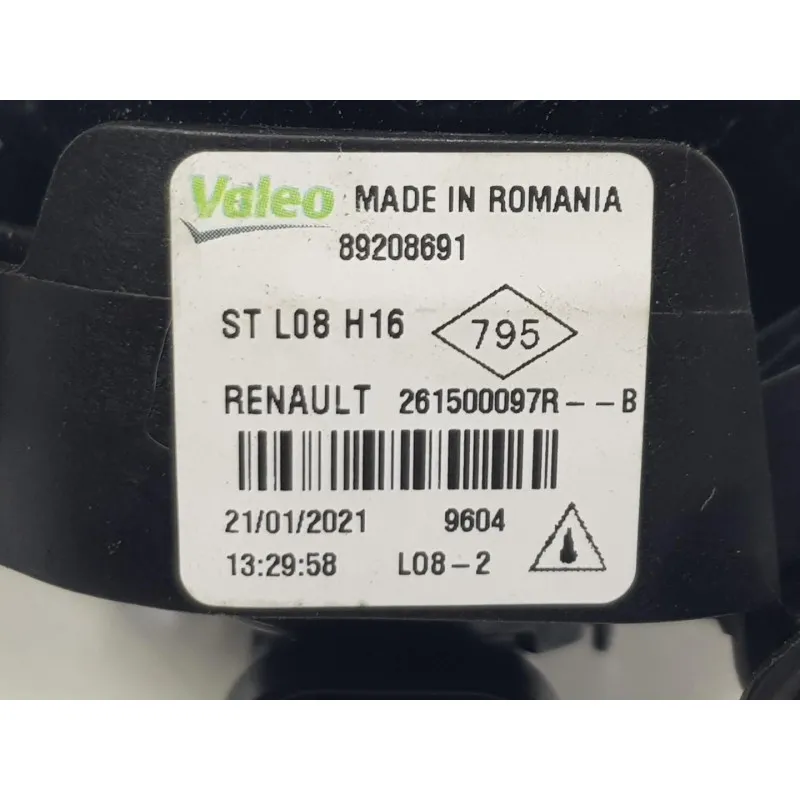 Valeo MADE IN ROMANIA
89208691
ST L08 H16 795
RENAULT 261500097R--B
21/01/2021 9604
13:29:58 L08-2